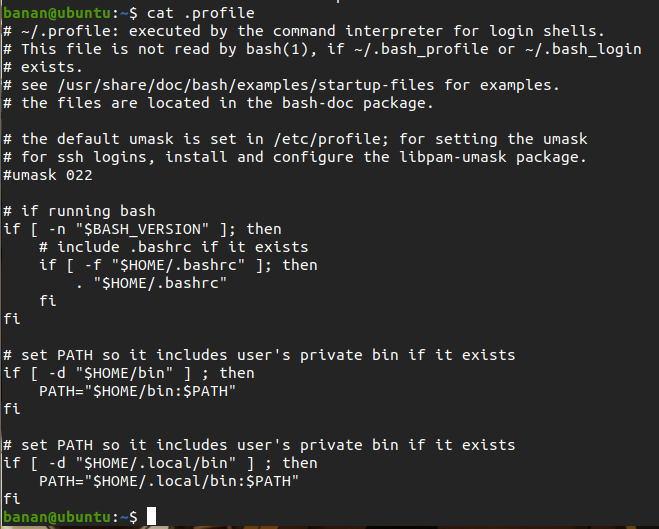 banan@ubuntu:~$ cat .profile
# ~/.profile: executed by the command interpreter for login shells.
# This file is not read by bash(1), if ~/.bash_profile or ~/.bash_login
# exists.
# see /usr/share/doc/bash/examples/startup-files for examples.
# the files are located in the bash-doc package.

# the default umask is set in /etc/profile; for setting the umask
# for ssh logins, install and configure the libpam-umask package.
#umask 022

# if running bash
if [ -n "$BASH_VERSION" ]; then
    # include .bashrc if it exists
    if [ -f "$HOME/.bashrc" ]; then
        . "$HOME/.bashrc"
    fi
fi

# set PATH so it includes user's private bin if it exists
if [ -d "$HOME/bin" ] ; then
    PATH="$HOME/bin:$PATH"
fi

# set PATH so it includes user's private bin if it exists
if [ -d "$HOME/.local/bin" ] ; then
    PATH="$HOME/.local/bin:$PATH"
fi
banan@ubuntu:~$